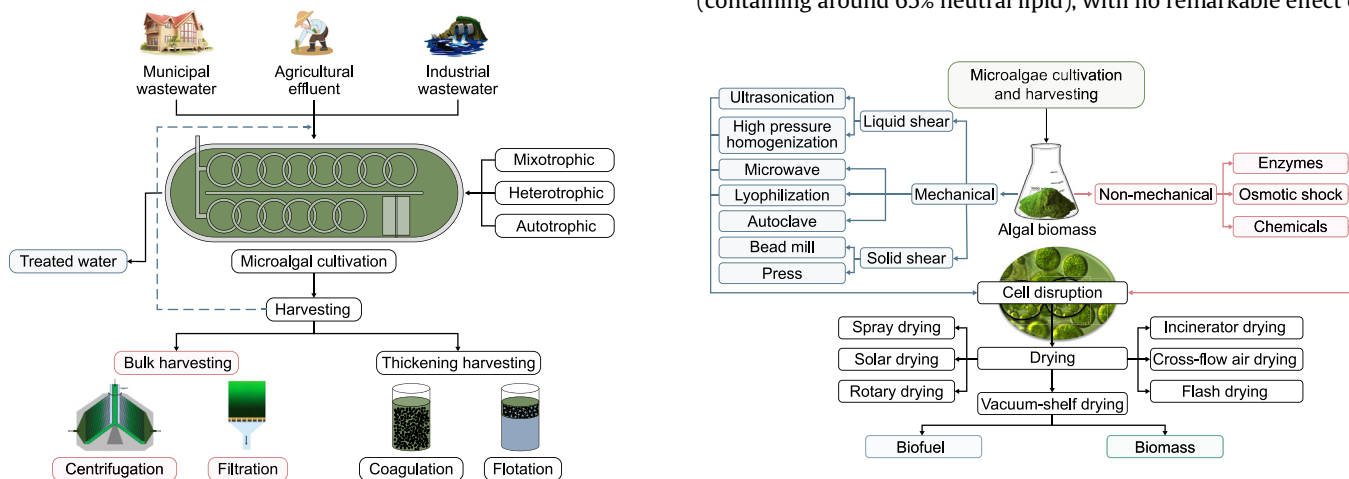 (containing around 65% neutral lipid), with no remarkable effect
Municipal
wastewater
Agricultural
effluent
Industrial
wastewater
Mixotrophic
Heterotrophic
Autotrophic
Treated water
Microalgal cultivation
Harvesting
Bulk harvesting
Thickening harvesting
Centrifugation
Filtration
Coagulation
Flotation
Microalgae cultivation
and harvesting
Ultrasonication
High pressure
homogenization
Liquid shear
Microwave
Lyophilization
Autoclave
Mechanical
Bead mill
Press
Solid shear
Algal biomass
Non-mechanical
Enzymes
Osmotic shock
Chemicals
Cell disruption
Spray drying
Solar drying
Rotary drying
Drying
Incinerator drying
Cross-flow air drying
Flash drying
Vacuum-shelf drying
Biofuel
Biomass